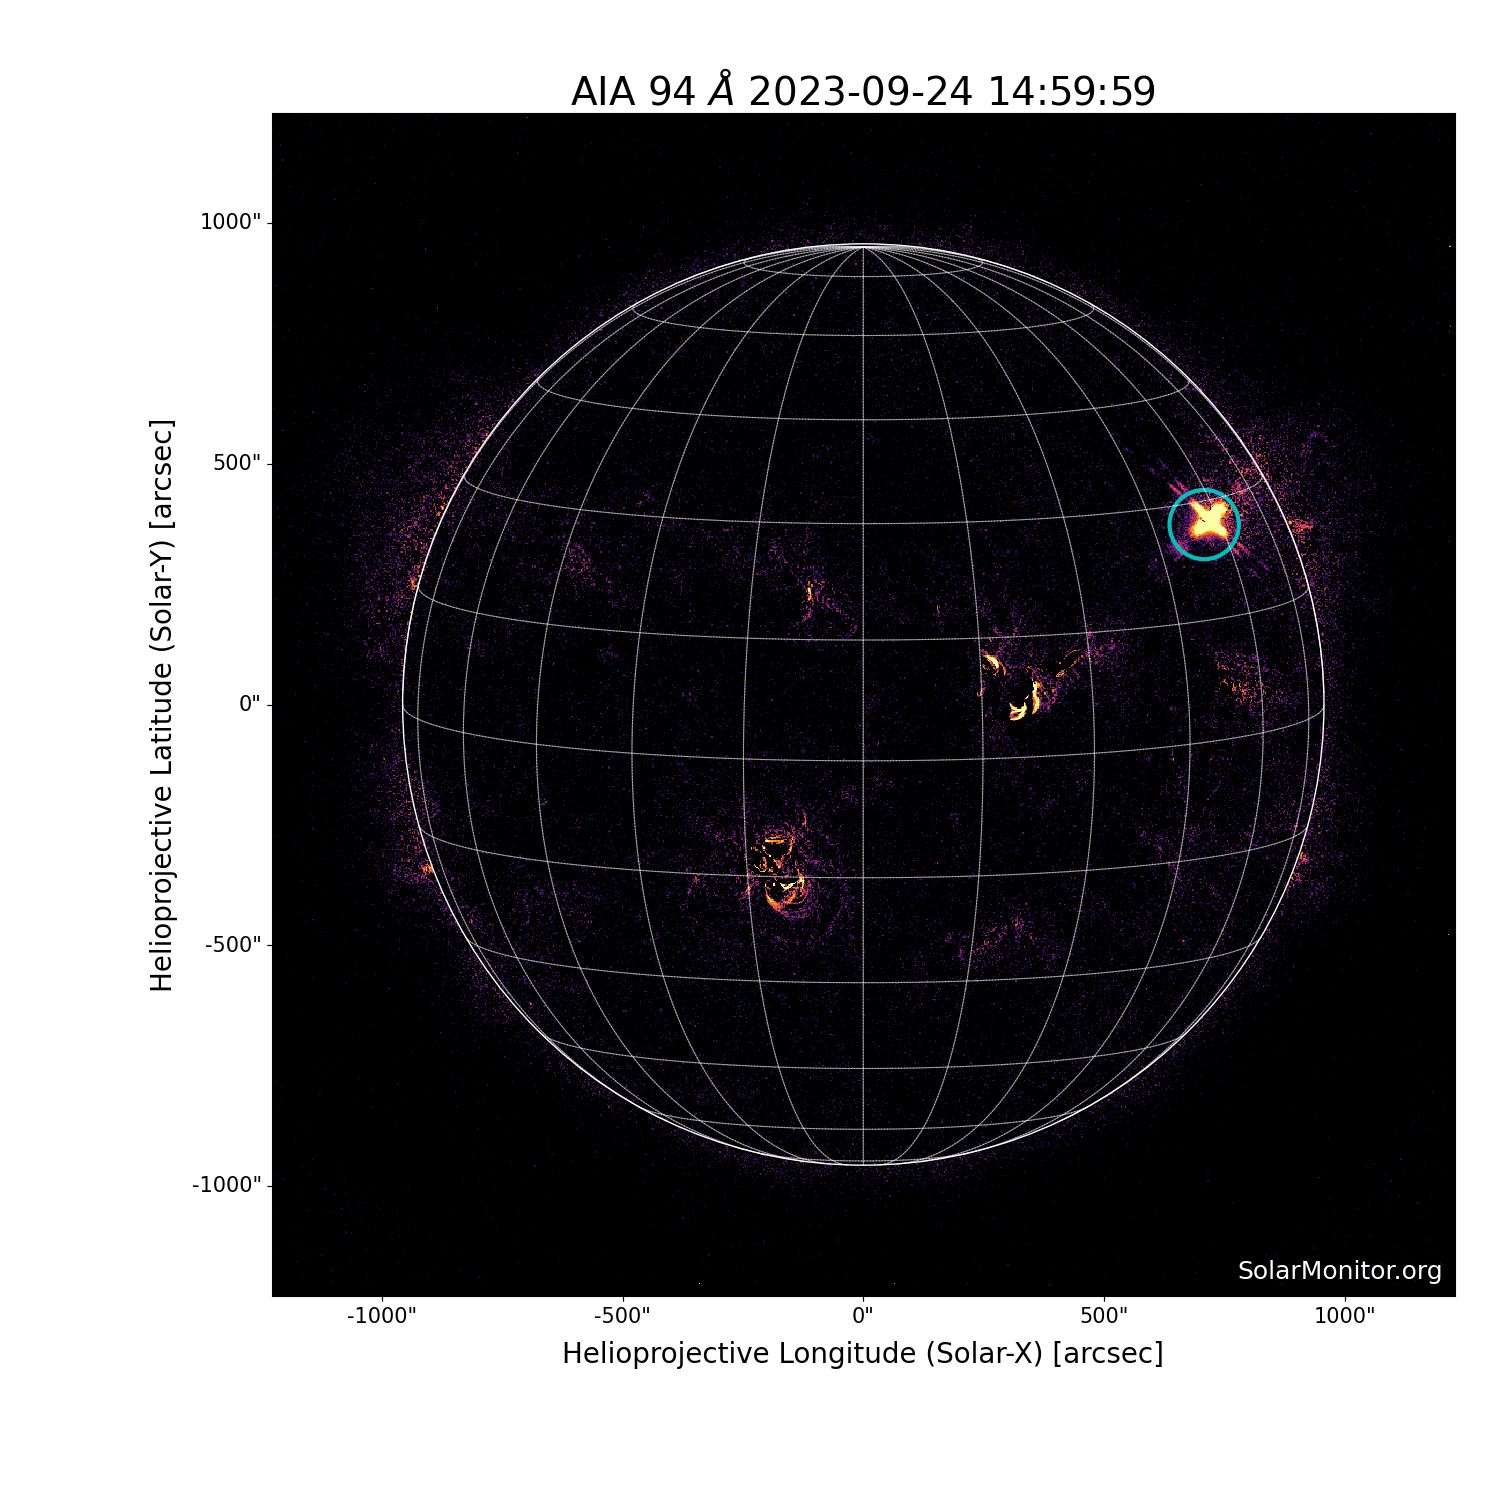 AIA 94 Å 2023-09-24 14:59:59
1000"
500"
0"
-500"
-1000"
Helioprojective Latitude (Solar-Y) [arcsec]
SolarMonitor.org
-1000" -500" 0" 500" 1000"
Helioprojective Longitude (Solar-X) [arcsec]